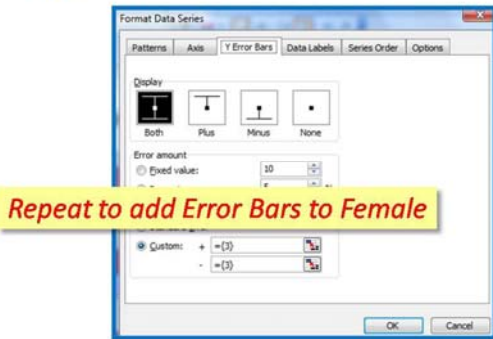 Format Data Series
Patterns Axis Y Error Bars Data Labels Series Order Options
Display
Both Plus Minus None
Error amount
Fixed value: 10
Repeat to add Error Bars to Female
Custom: + ={3}
- ={3}
OK Cancel